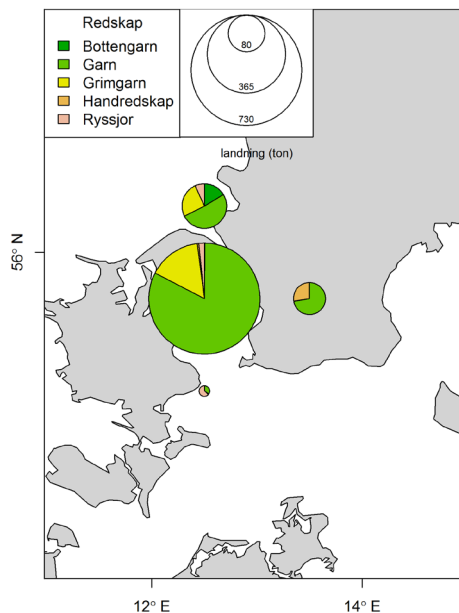 Redskap
Bottengarn
Garn
Grimgarn
Handredskap
Ryssjor
80
365
730
landning (ton)
56° N
12° E
14° E